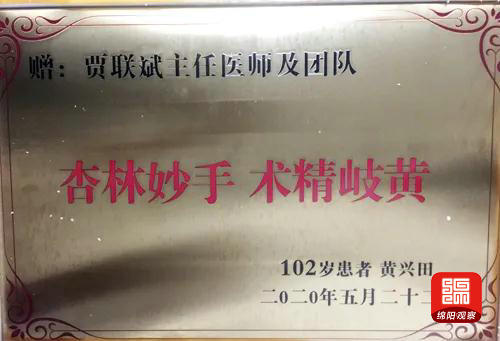 赠：贾联斌主任医师及团队
杏林妙手 术精岐黄
102岁患者 黄兴田
二〇二〇年五月二十二
绵阳观察